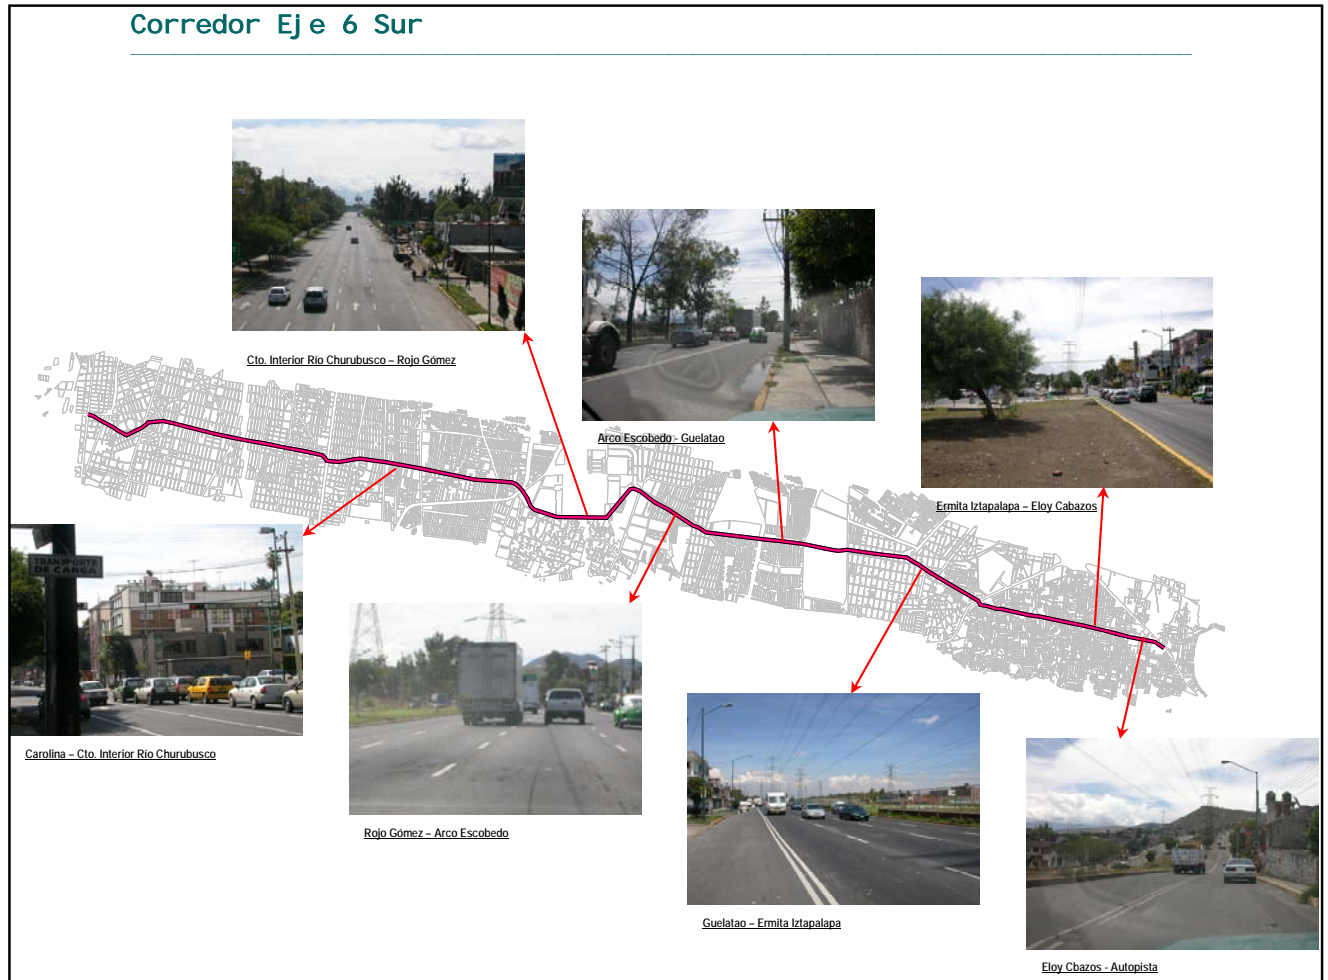 Corredor Eje 6 Sur
Cto. Interior Rio Churubusco – Rojo Gómez
Arco Escobedo - Guelatao
Ermita Iztapalapa – Eloy Cabazos
TRANSPORTE
DE CARGA
Carolina – Cto. Interior Rio Churubusco
Rojo Gómez – Arco Escobedo
Guelatao – Ermita Iztapalapa
Eloy Cbazos - Autopista